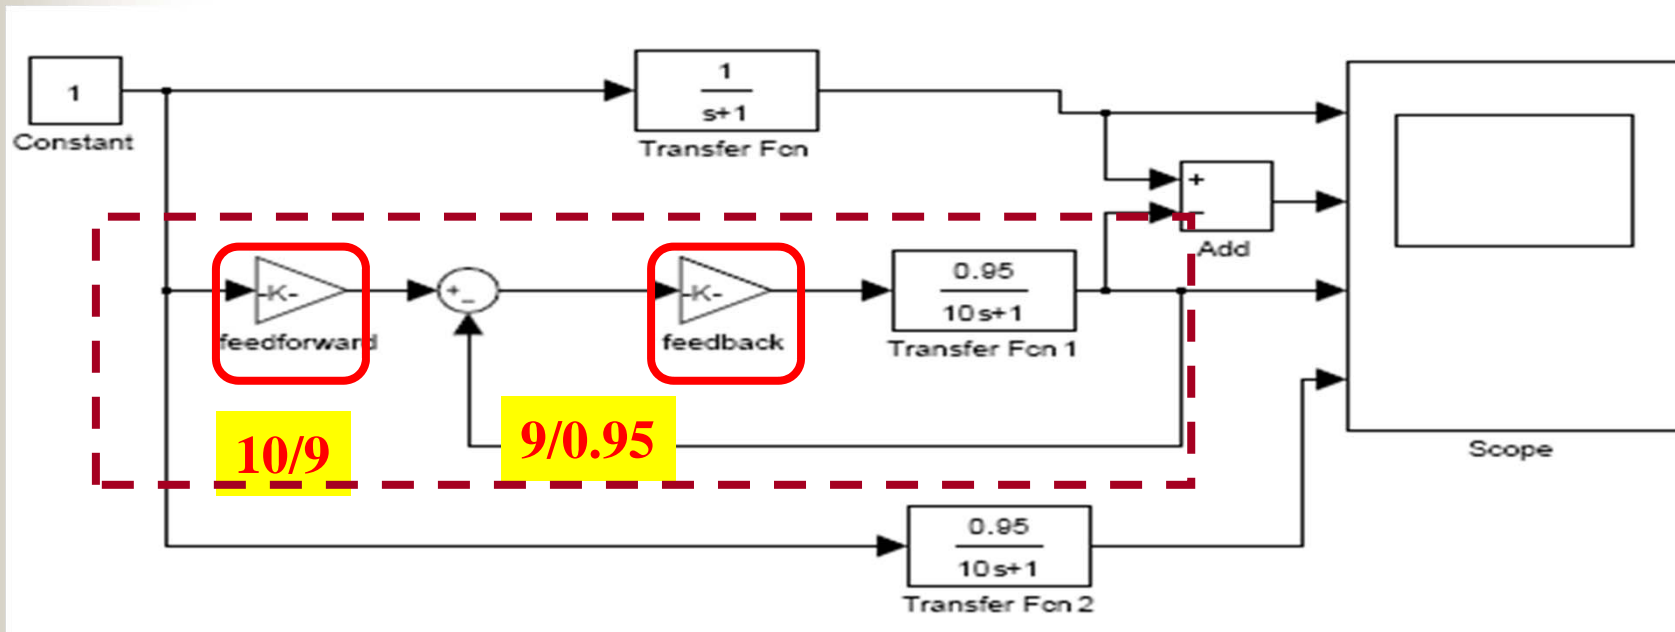 1
Constant
1
s+1
Transfer Fcn
+
−
Add
-K-
feedforward
+
−
-K-
feedback
0.95
10s+1
Transfer Fcn 1
10/9
9/0.95
Scope
0.95
10s+1
Transfer Fcn 2